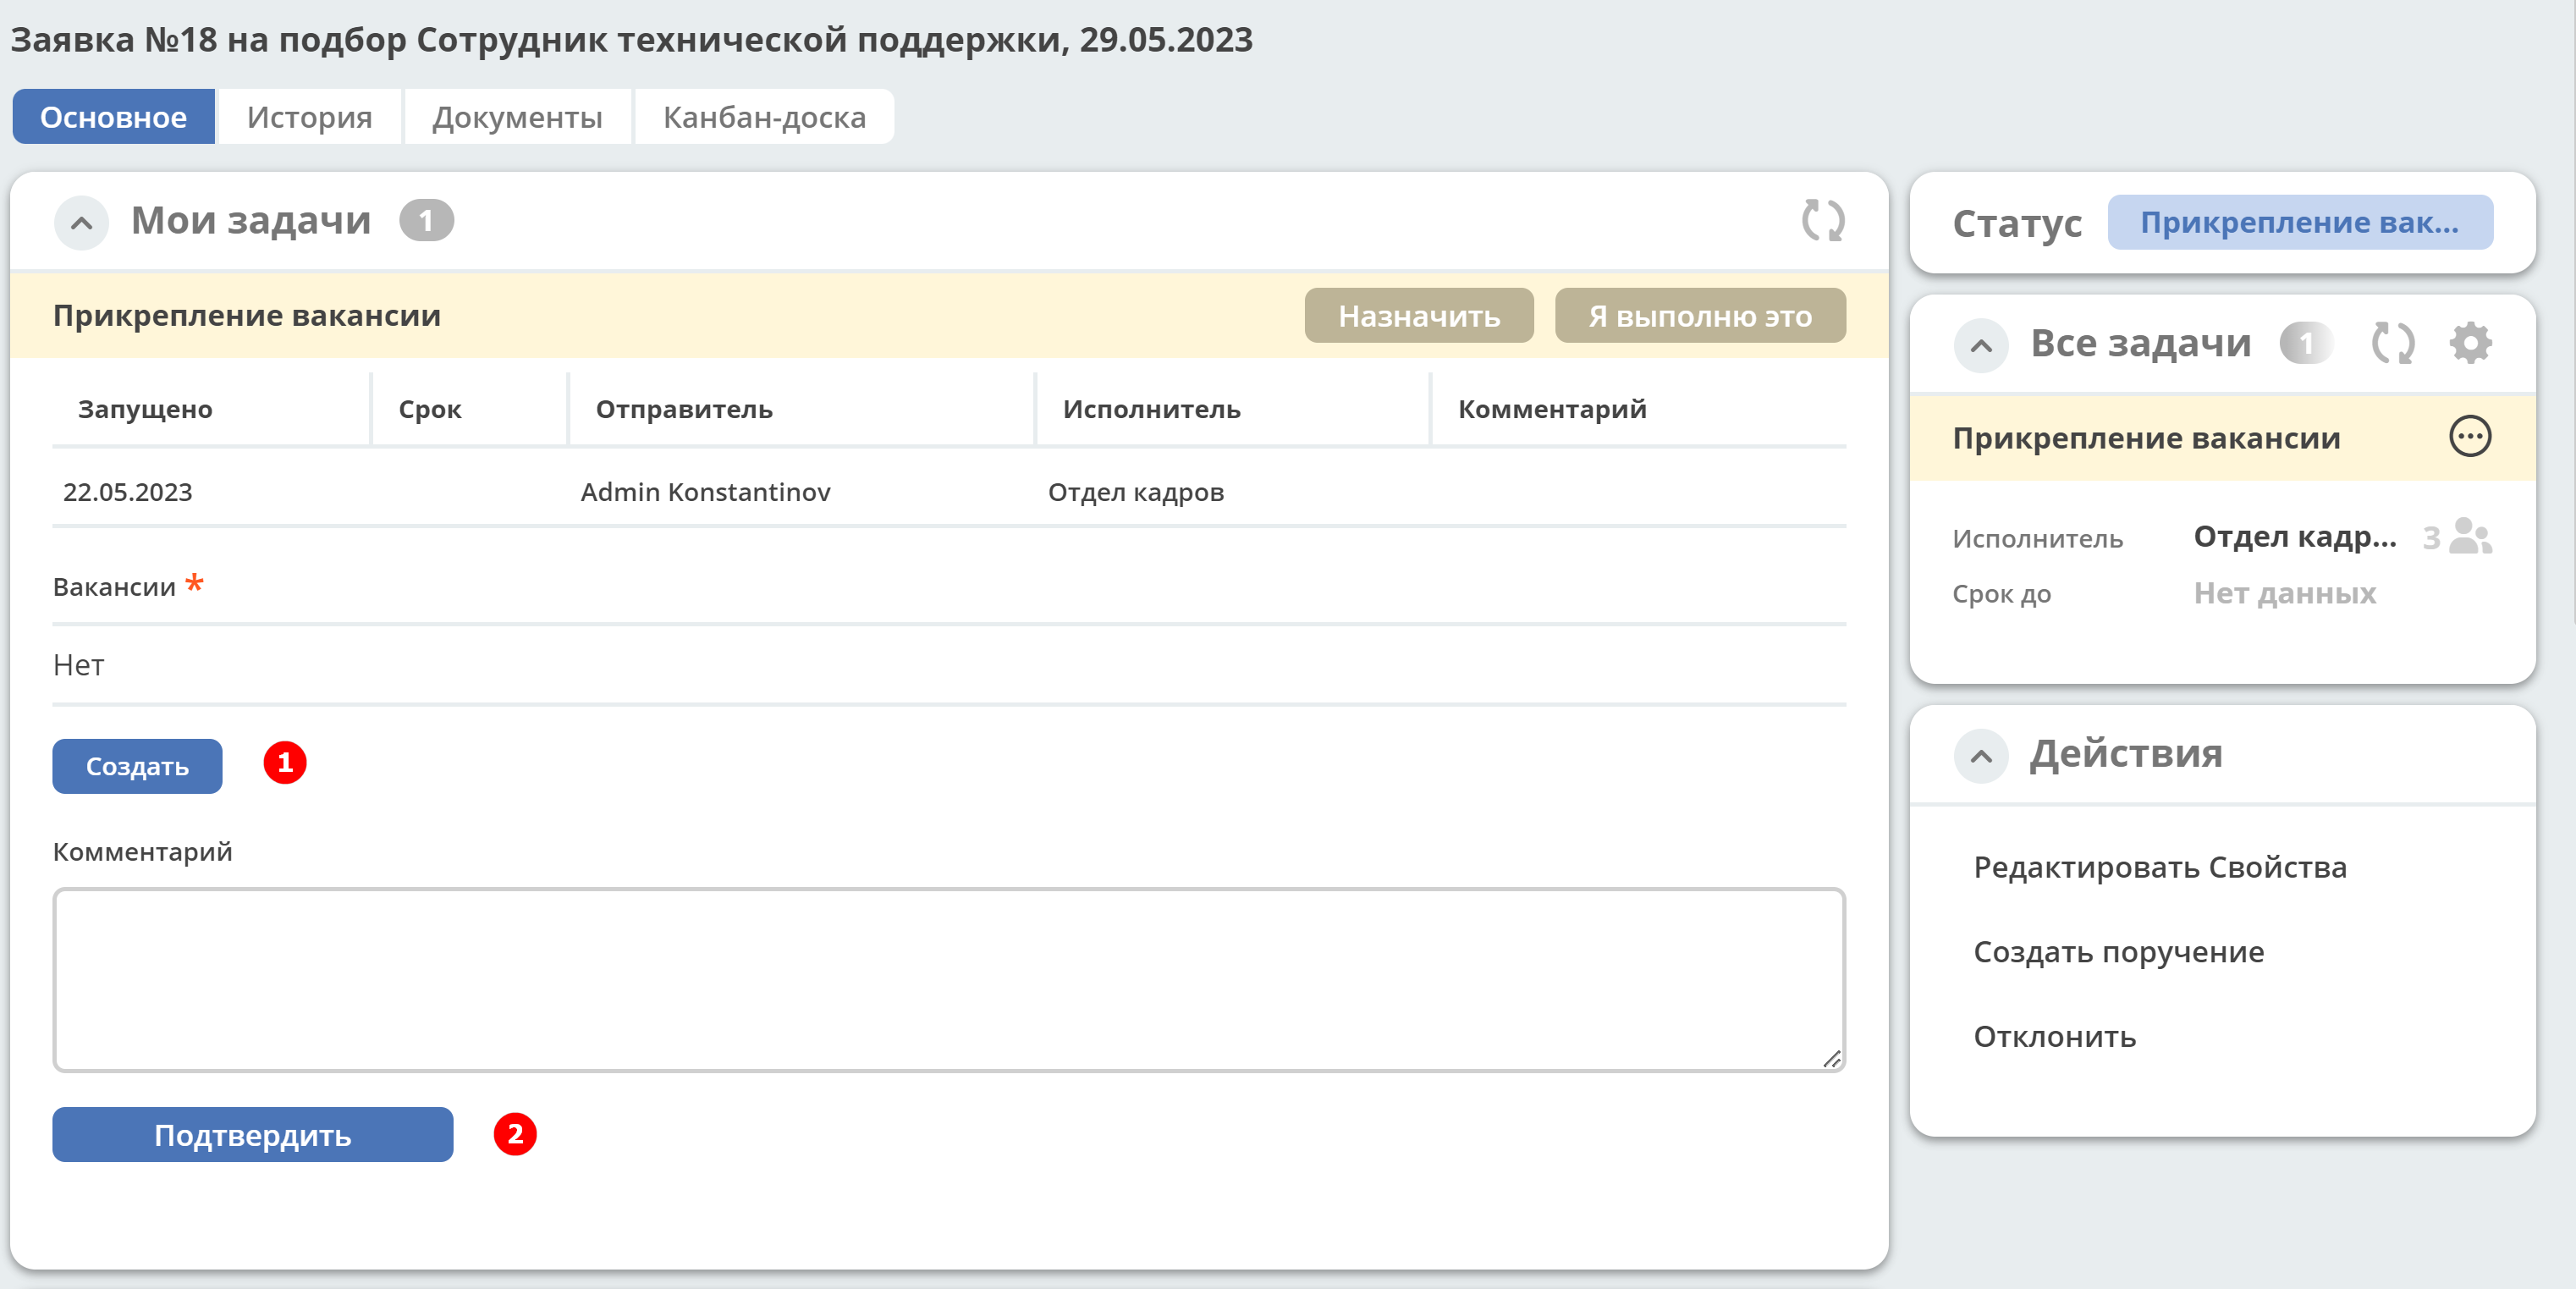 Заявка №18 на подбор Сотрудник технической поддержки, 29.05.2023
Основное История Документы Канбан-доска
Мои задачи 1
Прикрепление вакансии Назначить Я выполню это
Запущено Срок Отправитель Исполнитель Комментарий
22.05.2023 Admin Konstantinov Отдел кадров
Вакансии *
Нет
Создать 1
Комментарий
Подтвердить 2
Статус Прикрепление вак...
Все задачи 1
Прикрепление вакансии
Исполнитель Отдел кадр... 3
Срок до Нет данных
Действия
Редактировать Свойства
Создать поручение
Отклонить